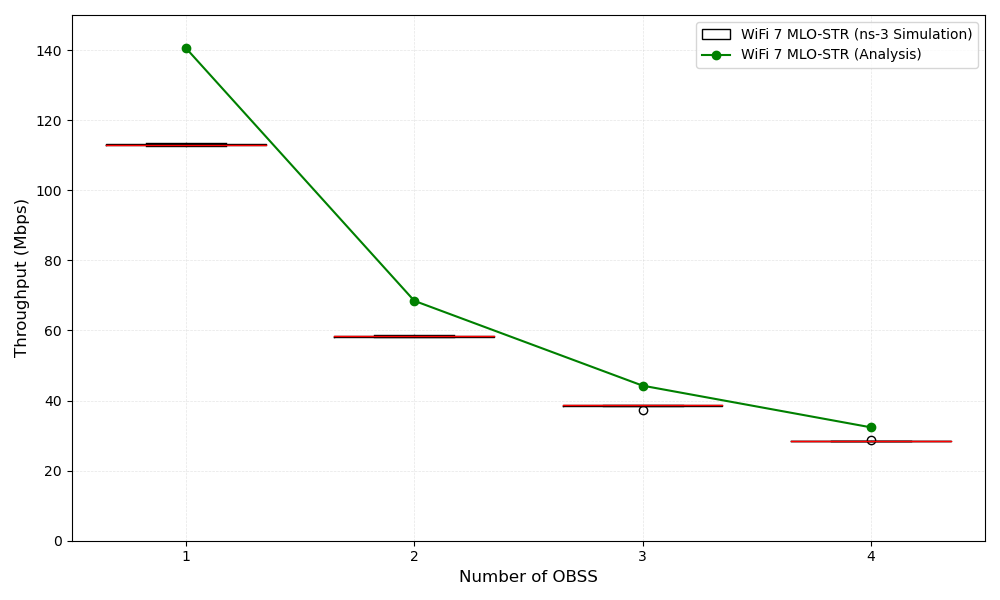 WiFi 7 MLO-STR (ns-3 Simulation)
WiFi 7 MLO-STR (Analysis)
Throughput (Mbps)
140
120
100
80
60
40
20
0
1 2 3 4
Number of OBSS